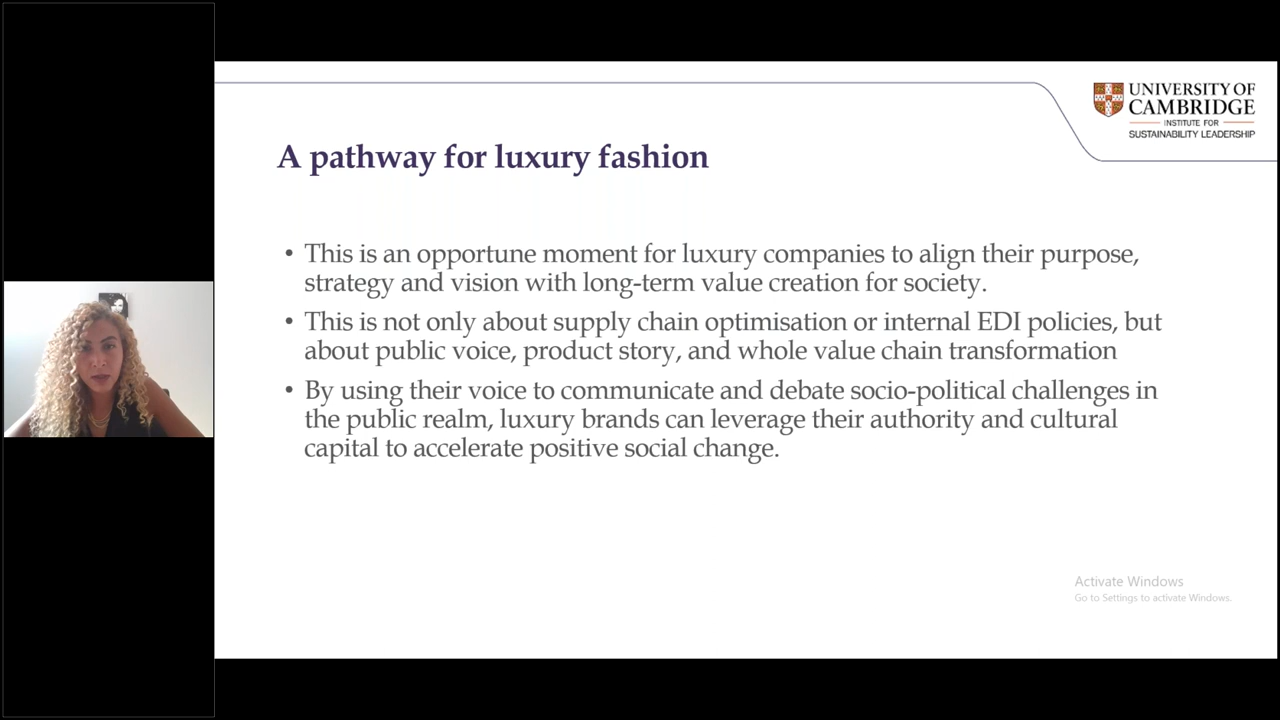 UNIVERSITY OF
CAMBRIDGE
INSTITUTE FOR
SUSTAINABILITY LEADERSHIP
A pathway for luxury fashion
• This is an opportune moment for luxury companies to align their purpose,
strategy and vision with long-term value creation for society.
• This is not only about supply chain optimisation or internal EDI policies, but
about public voice, product story, and whole value chain transformation
• By using their voice to communicate and debate socio-political challenges in
the public realm, luxury brands can leverage their authority and cultural
capital to accelerate positive social change.
Activate Windows
Go to Settings to activate Windows.